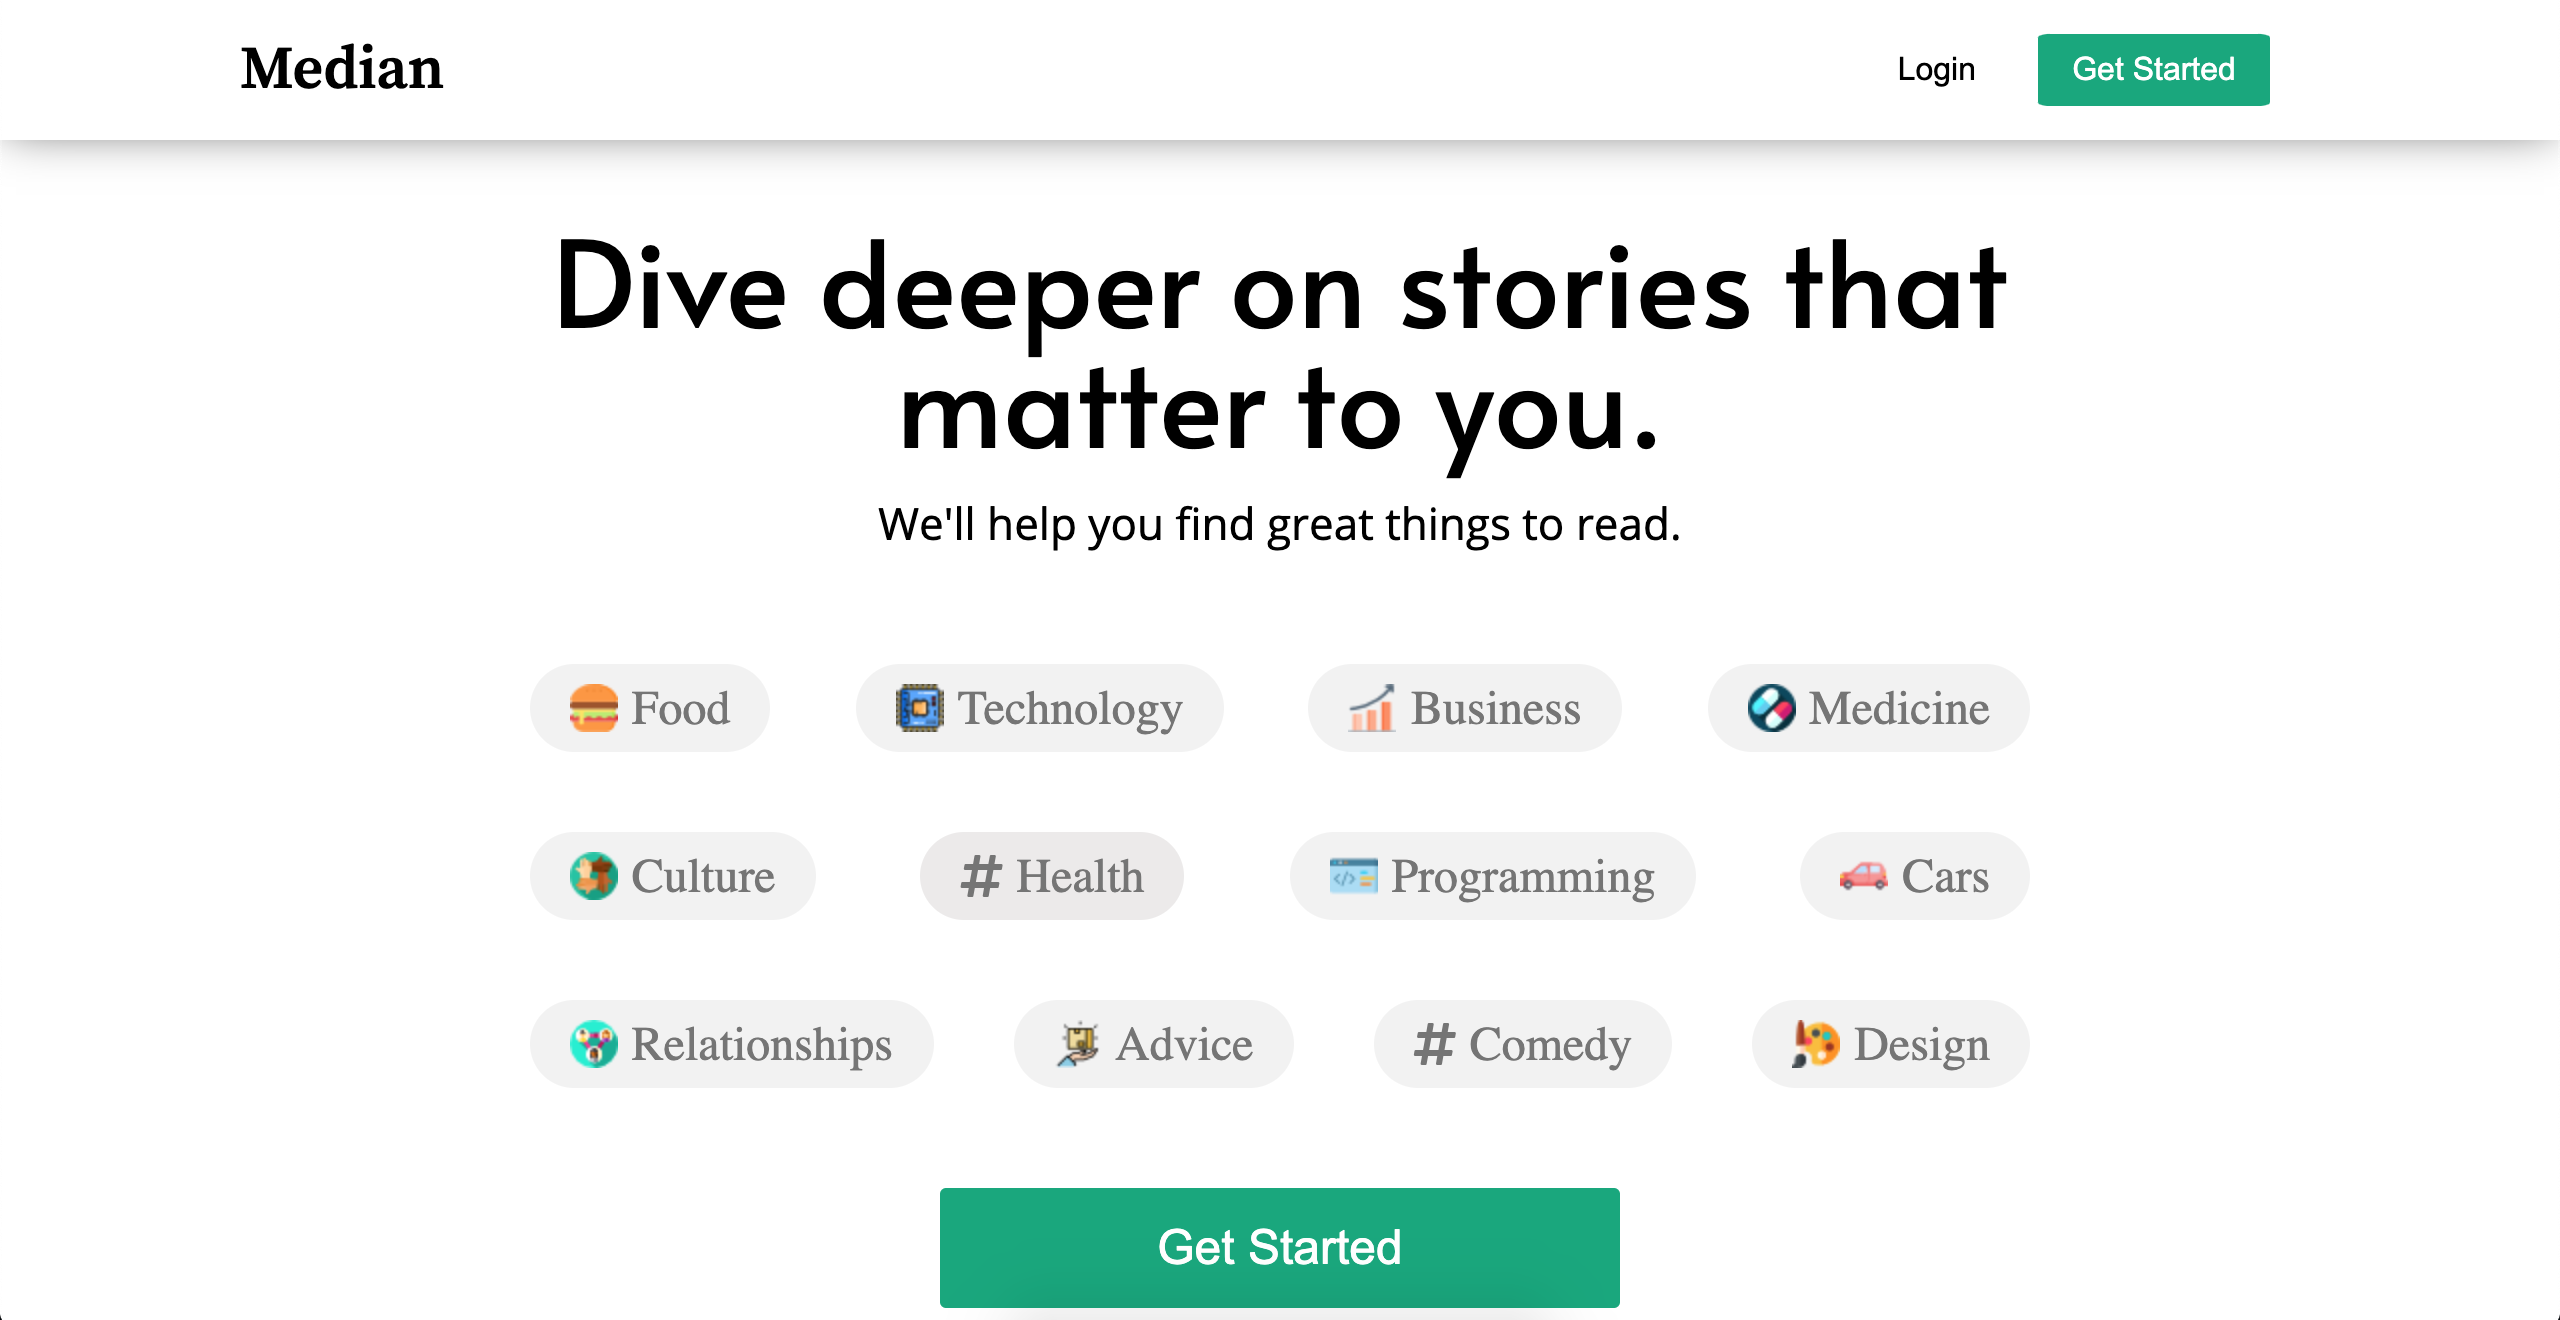 Median
Login
Get Started
Dive deeper on stories that
matter to you.
We'll help you find great things to read.
Food
Technology
Business
Medicine
Culture
# Health
Programming
Cars
Relationships
Advice
# Comedy
Design
Get Started